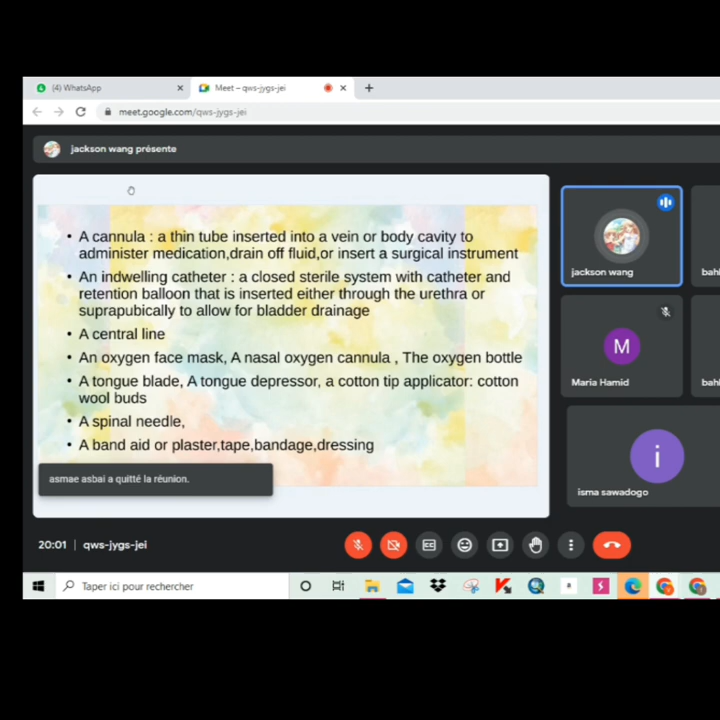 (4) WhatsApp
Meet – qws-jygs-jei
meet.google.com/qws-jygs-jei
jackson wang présente
• A cannula : a thin tube inserted into a vein or body cavity to
administer medication,drain off fluid,or insert a surgical instrument
• An indwelling catheter : a closed sterile system with catheter and
retention balloon that is inserted either through the urethra or
suprapubically to allow for bladder drainage
• A central line
• An oxygen face mask, A nasal oxygen cannula , The oxygen bottle
• A tongue blade, A tongue depressor, a cotton tip applicator: cotton
wool buds
• A spinal needle,
• A band aid or plaster,tape,bandage,dressing
asmae asbai a quitté la réunion.
jackson wang
M
Maria Hamid
i
isma sawadogo
20:01 | qws-jygs-jei
Taper ici pour rechercher